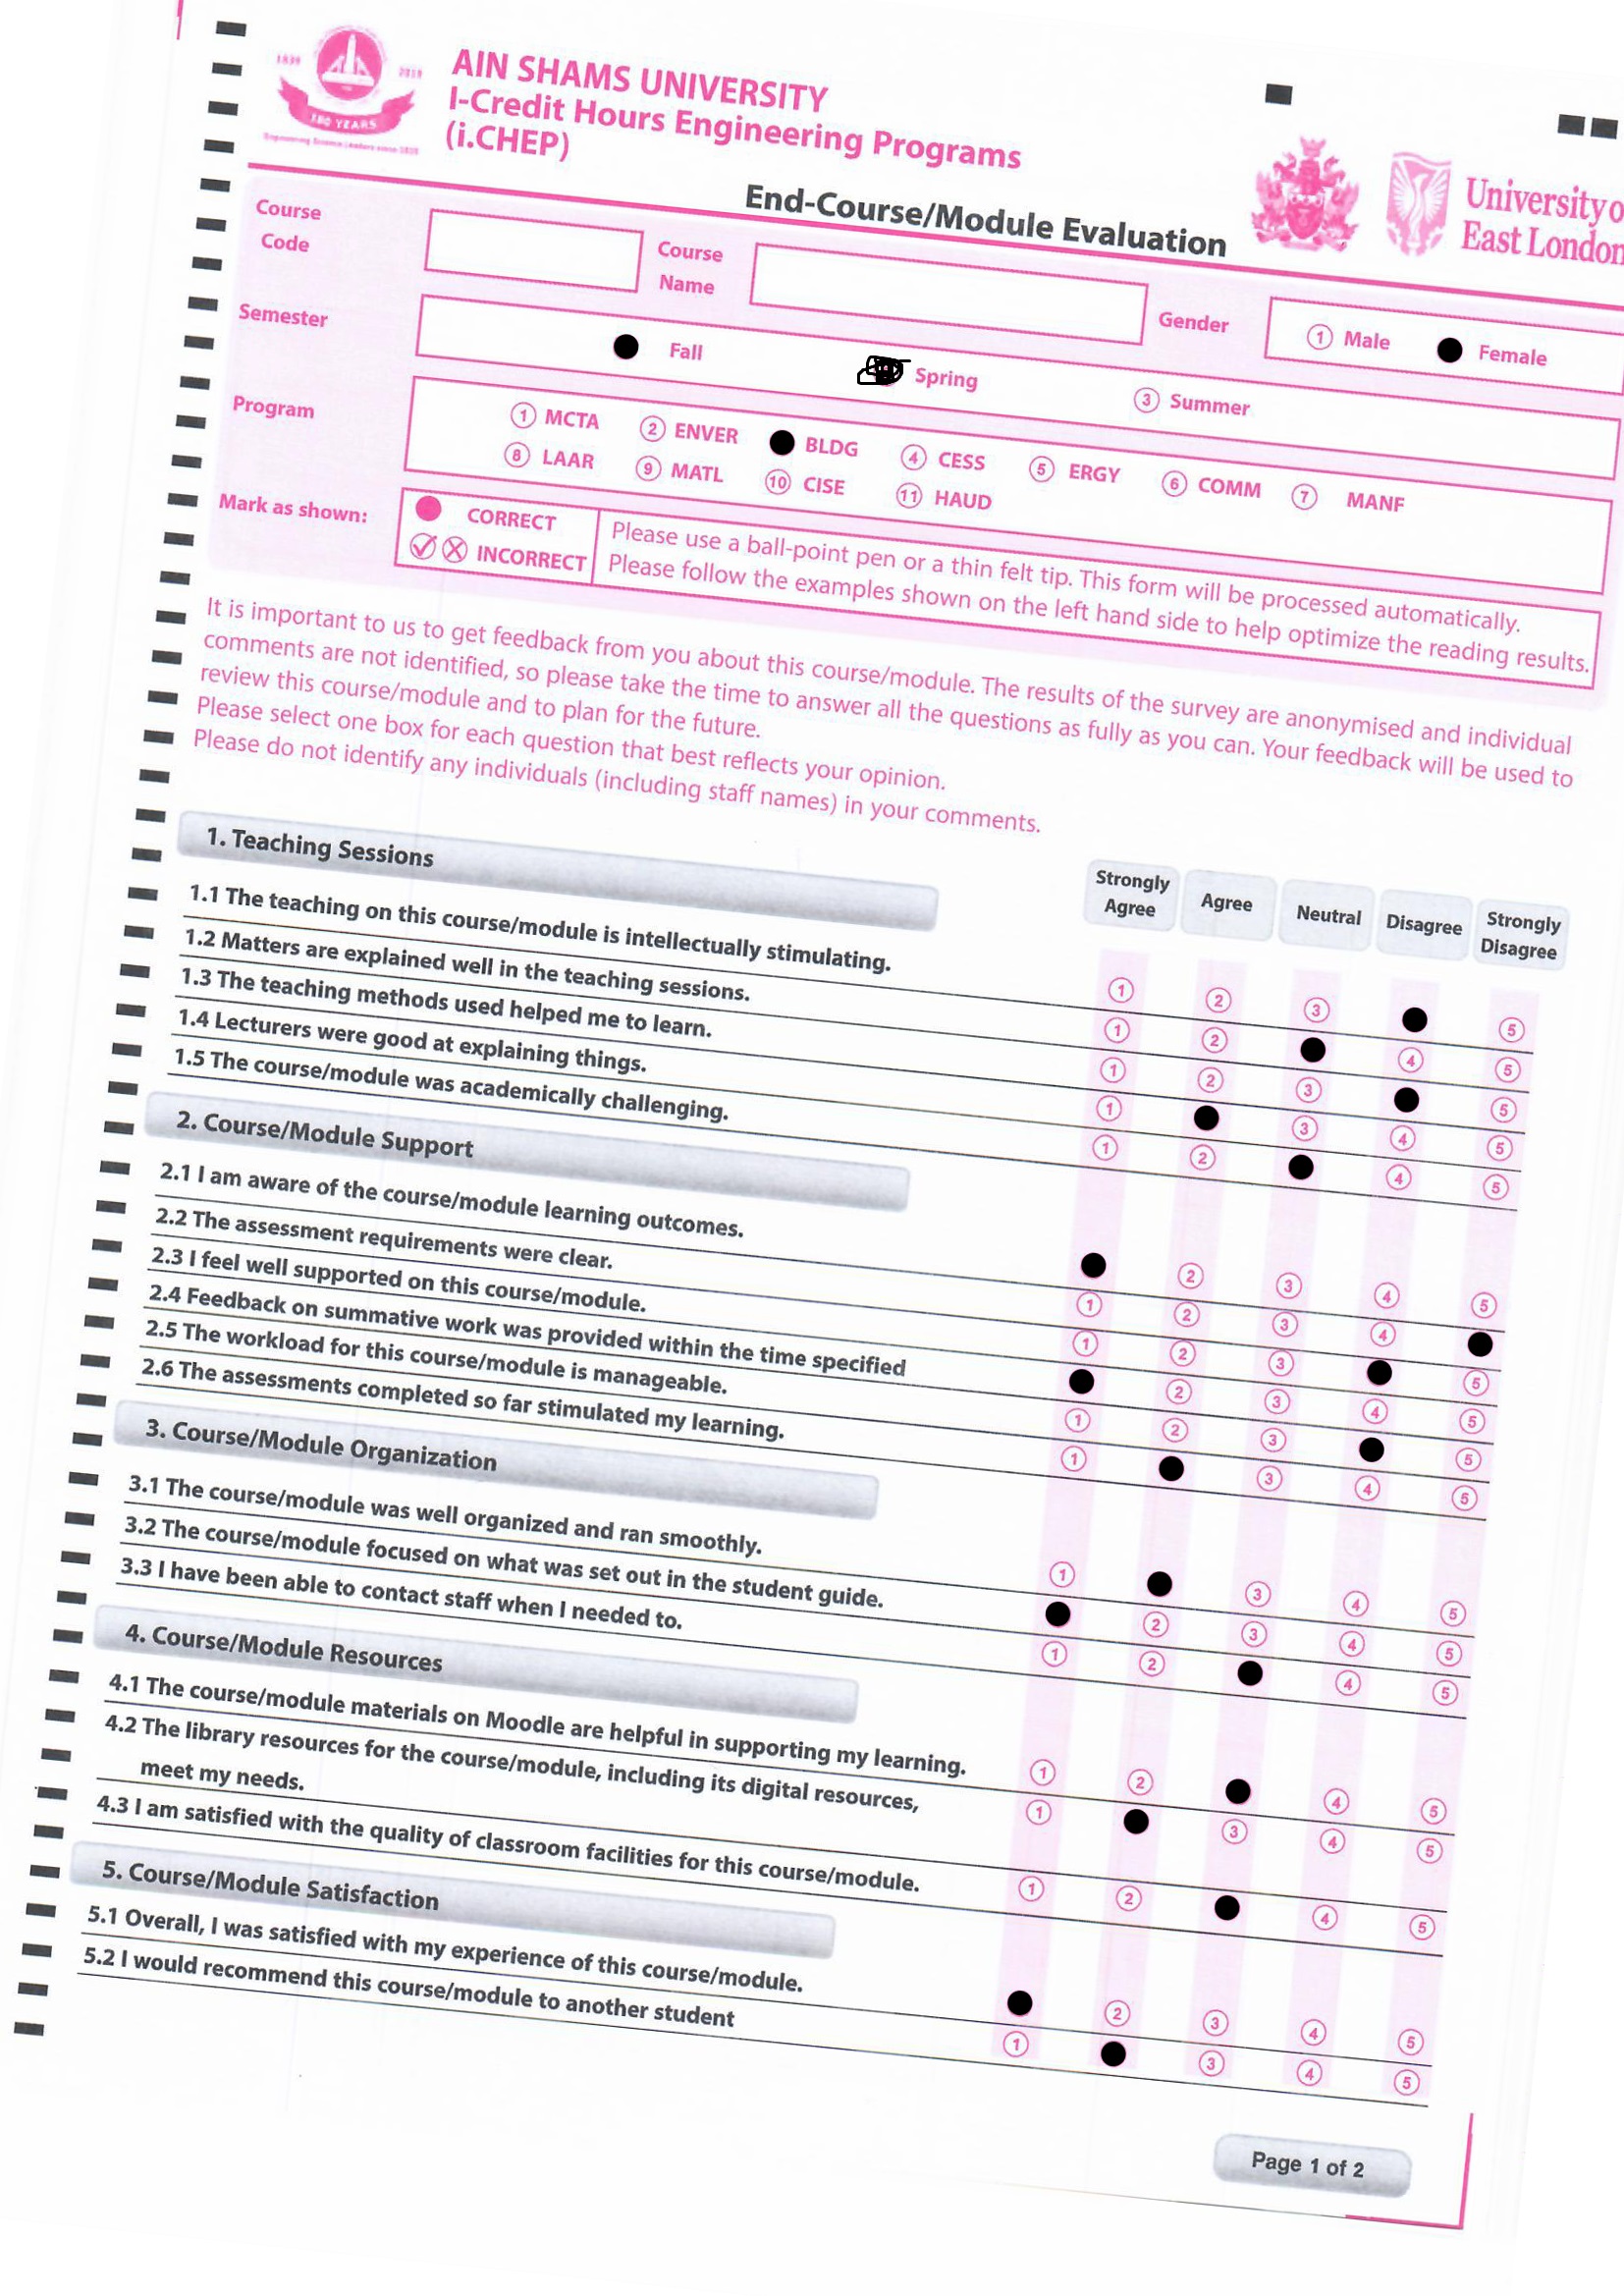 1839 2019
180 YEARS
AIN SHAMS UNIVERSITY
I-Credit Hours Engineering Programs
(i.CHEP)
End-Course/Module Evaluation
University o
East London
Course Code
Course Name
Gender
1 Male
Female
Semester
Fall
Spring
3 Summer
Program
1 MCTA 2 ENVER BLDG 4 CESS 5 ERGY 6 COMM 7 MANF
8 LAAR 9 MATL 10 CISE 11 HAUD
Mark as shown:
CORRECT
INCORRECT
Please use a ball-point pen or a thin felt tip. This form will be processed automatically.
Please follow the examples shown on the left hand side to help optimize the reading results.
It is important to us to get feedback from you about this course/module. The results of the survey are anonymised and individual
comments are not identified, so please take the time to answer all the questions as fully as you can. Your feedback will be used to
review this course/module and to plan for the future.
Please select one box for each question that best reflects your opinion.
Please do not identify any individuals (including staff names) in your comments.
1. Teaching Sessions
Strongly Agree
Agree
Neutral
Disagree
Strongly Disagree
1.1 The teaching on this course/module is intellectually stimulating. 1 2 3 5
1.2 Matters are explained well in the teaching sessions. 1 2 4 5
1.3 The teaching methods used helped me to learn. 1 2 3 5
1.4 Lecturers were good at explaining things. 1 3 4 5
1.5 The course/module was academically challenging. 1 2 4 5
2. Course/Module Support
2.1 I am aware of the course/module learning outcomes. 2 3 4 5
2.2 The assessment requirements were clear. 1 2 3 4
2.3 I feel well supported on this course/module. 1 2 3 5
2.4 Feedback on summative work was provided within the time specified 2 3 4 5
2.5 The workload for this course/module is manageable. 1 2 3 5
2.6 The assessments completed so far stimulated my learning. 1 3 4 5
3. Course/Module Organization
3.1 The course/module was well organized and ran smoothly. 1 3 4 5
3.2 The course/module focused on what was set out in the student guide. 2 3 4 5
3.3 I have been able to contact staff when I needed to. 1 2 4 5
4. Course/Module Resources
4.1 The course/module materials on Moodle are helpful in supporting my learning. 1 2 4 5
4.2 The library resources for the course/module, including its digital resources, 1 3 4 5
meet my needs.
4.3 I am satisfied with the quality of classroom facilities for this course/module. 1 2 4 5
5. Course/Module Satisfaction
5.1 Overall, I was satisfied with my experience of this course/module. 2 3 4 5
5.2 I would recommend this course/module to another student 1 3 4 5
Page 1 of 2